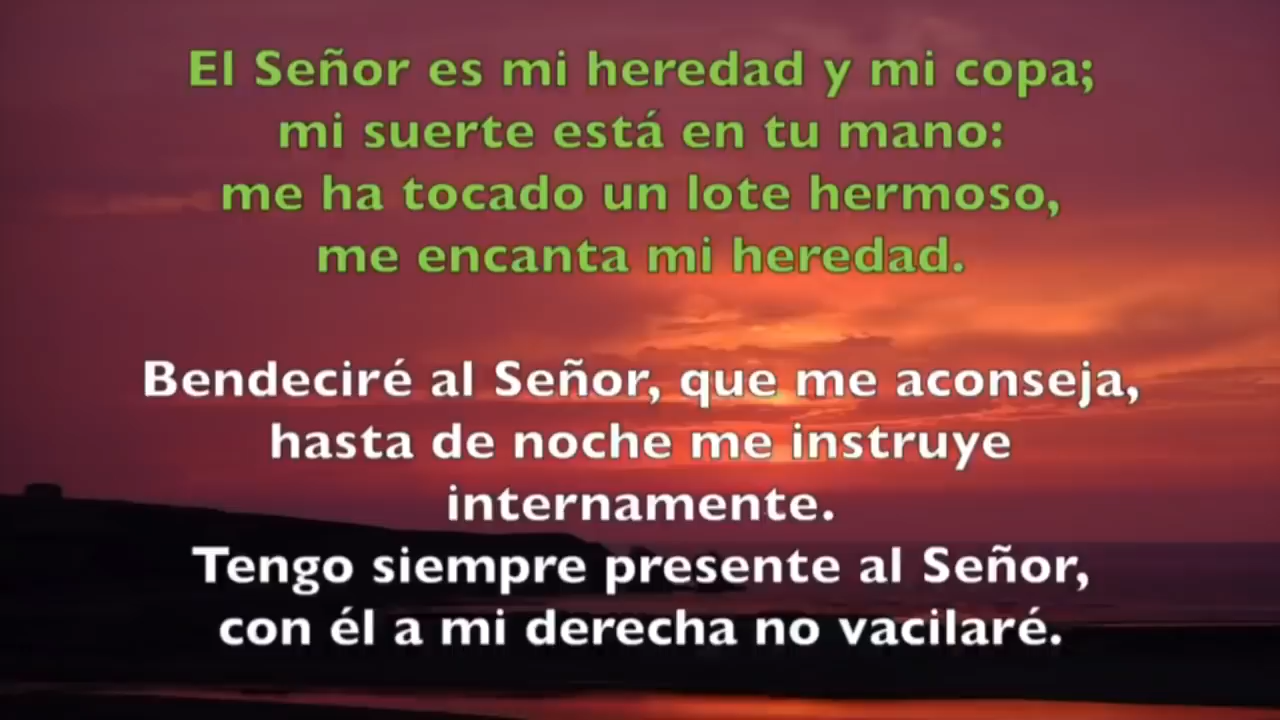 El Señor es mi heredad y mi copa;
mi suerte está en tu mano:
me ha tocado un lote hermoso,
me encanta mi heredad.
Bendeciré al Señor, que me aconseja,
hasta de noche me instruye
internamente.
Tengo siempre presente al Señor,
con él a mi derecha no vacilaré.